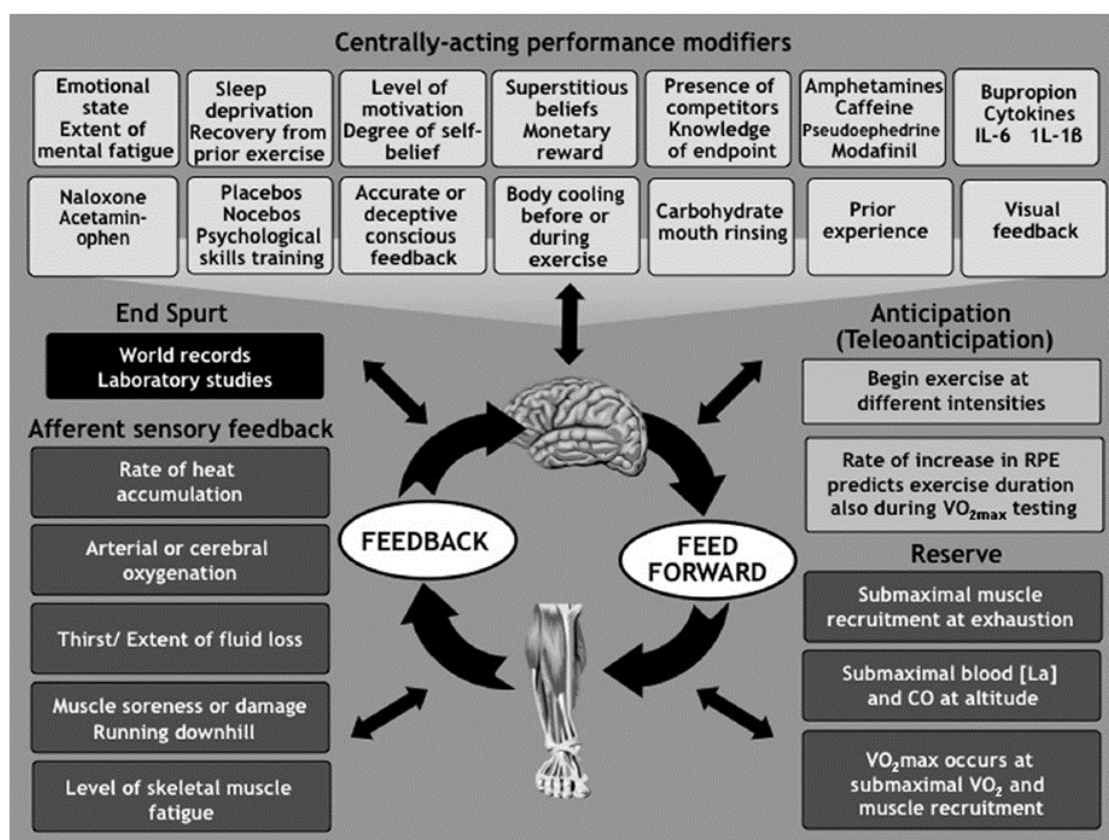 Centrally-acting performance modifiers
Emotional
state
Extent of
mental fatigue
Sleep
deprivation
Recovery from
prior exercise
Level of
motivation
Degree of self-
belief
Superstitious
beliefs
Monetary
reward
Presence of
competitors
Knowledge
of endpoint
Amphetamines
Caffeine
Pseudoephedrine
Modafinil
Bupropion
Cytokines
IL-6 1L-1ß
Naloxone
Acetamin-
ophen
Placebos
Nocebos
Psychological
skills training
Accurate or
deceptive
conscious
feedback
Body cooling
before or
during
exercise
Carbohydrate
mouth rinsing
Prior
experience
Visual
feedback
End Spurt
World records
Laboratory studies
Afferent sensory feedback
Rate of heat
accumulation
Arterial or cerebral
oxygenation
Thirst/ Extent of fluid loss
Muscle soreness or damage
Running downhill
Level of skeletal muscle
fatigue
FEEDBACK
FEED
FORWARD
Anticipation
(Teleoanticipation)
Begin exercise at
different intensities
Rate of increase in RPE
predicts exercise duration
also during VO2max testing
Reserve
Submaximal muscle
recruitment at exhaustion
Submaximal blood [La]
and CO at altitude
VO2max occurs at
submaximal VO2 and
muscle recruitment